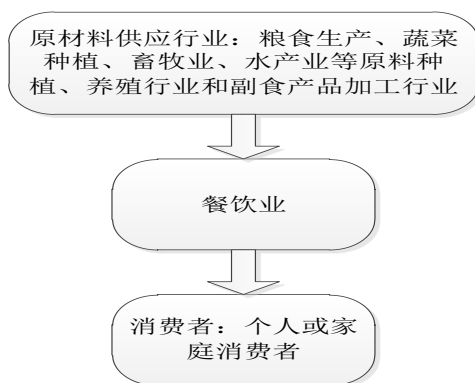 原材料供应行业：粮食生产、蔬菜
种植、畜牧业、水产业等原料种
植、养殖行业和副食产品加工行业
餐饮业
消费者：个人或家
庭消费者